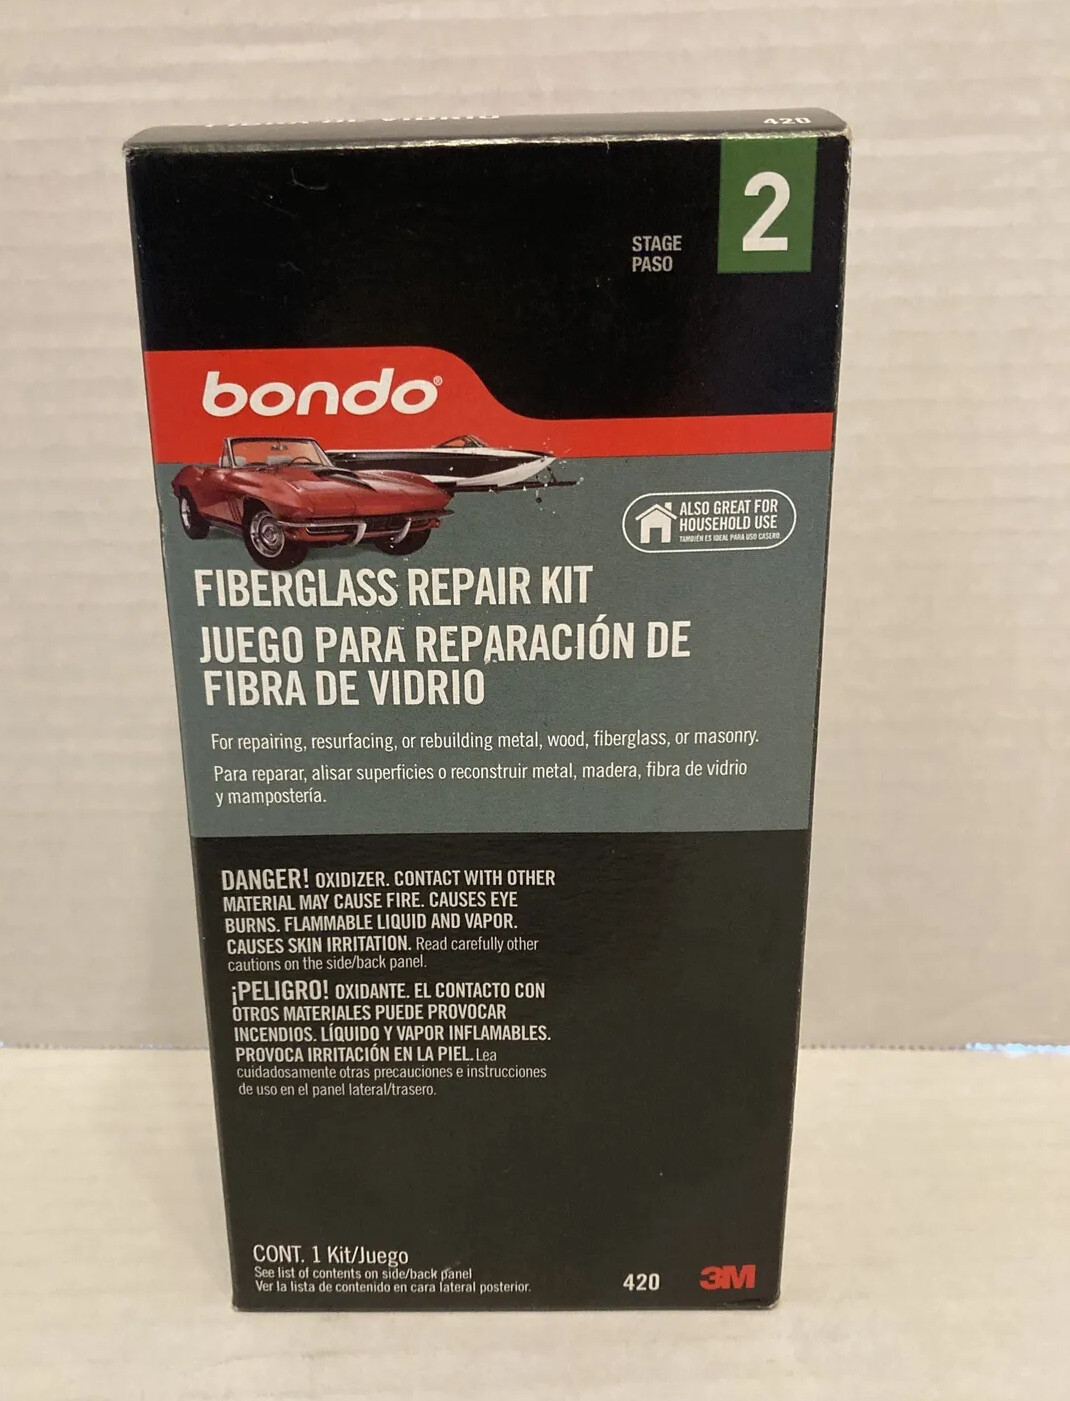 420
2
STAGE
PASO
bondo®
ALSO GREAT FOR
HOUSEHOLD USE
TAMBIÉN ES IDEAL PARA USO CASERO
FIBERGLASS REPAIR KIT
JUEGO PARA REPARACIÓN DE
FIBRA DE VIDRIO
For repairing, resurfacing, or rebuilding metal, wood, fiberglass, or masonry.
Para reparar, alisar superficies o reconstruir metal, madera, fibra de vidrio
y mampostería.
DANGER! OXIDIZER. CONTACT WITH OTHER
MATERIAL MAY CAUSE FIRE. CAUSES EYE
BURNS. FLAMMABLE LIQUID AND VAPOR.
CAUSES SKIN IRRITATION. Read carefully other
cautions on the side/back panel.
¡PELIGRO! OXIDANTE. EL CONTACTO CON
OTROS MATERIALES PUEDE PROVOCAR
INCENDIOS. LÍQUIDO Y VAPOR INFLAMABLES.
PROVOCA IRRITACIÓN EN LA PIEL. Lea
cuidadosamente otras precauciones e instrucciones
de uso en el panel lateral/trasero.
CONT. 1 Kit/Juego
See list of contents on side/back panel
Ver la lista de contenido en cara lateral posterior.
420
3M